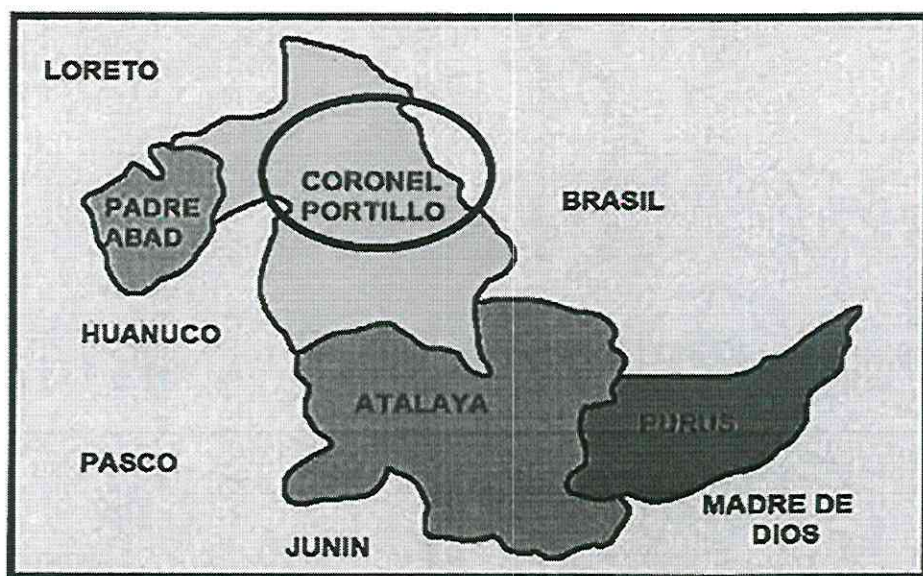 LORETO
CORONEL
PORTILLO
PADRE
ABAD
BRASIL
HUANUCO
ATALAYA
PURUS
PASCO
MADRE DE
DIOS
JUNIN